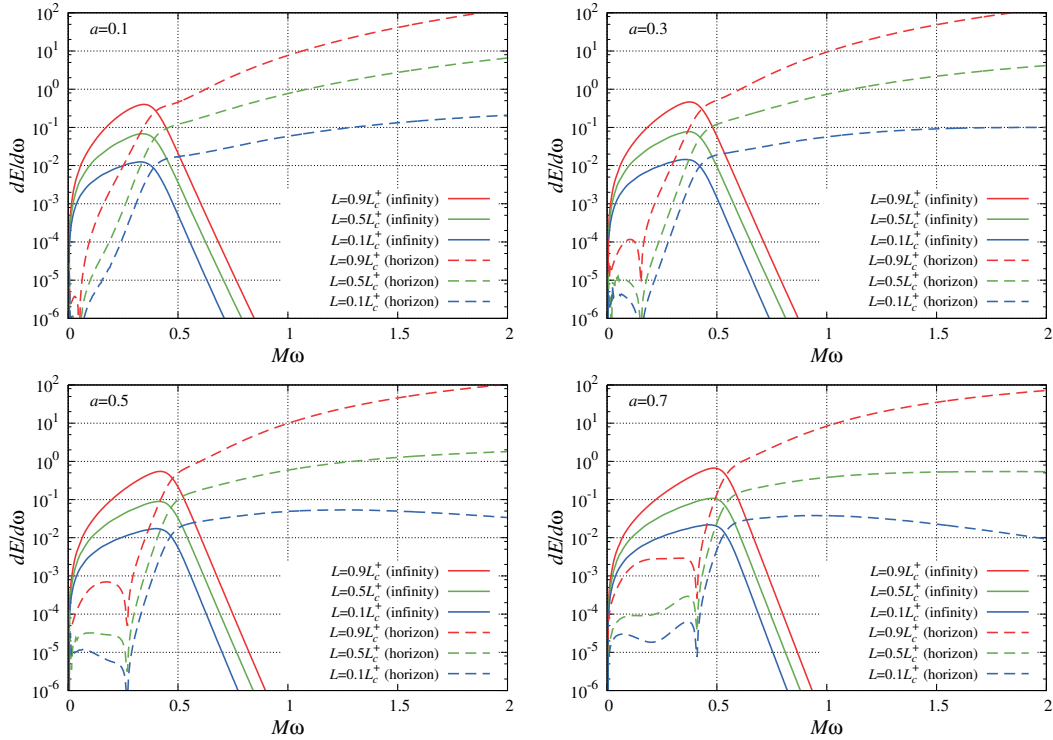 a=0.1
dE/dω
10^2
10^1
10^0
10^-1
10^-2
10^-3
10^-4
10^-5
10^-6
L=0.9L_c^+ (infinity)
L=0.5L_c^+ (infinity)
L=0.1L_c^+ (infinity)
L=0.9L_c^+ (horizon)
L=0.5L_c^+ (horizon)
L=0.1L_c^+ (horizon)
0 0.5 1 1.5 2
Mω
a=0.3
dE/dω
10^2
10^1
10^0
10^-1
10^-2
10^-3
10^-4
10^-5
10^-6
L=0.9L_c^+ (infinity)
L=0.5L_c^+ (infinity)
L=0.1L_c^+ (infinity)
L=0.9L_c^+ (horizon)
L=0.5L_c^+ (horizon)
L=0.1L_c^+ (horizon)
0 0.5 1 1.5 2
Mω
a=0.5
dE/dω
10^2
10^1
10^0
10^-1
10^-2
10^-3
10^-4
10^-5
10^-6
L=0.9L_c^+ (infinity)
L=0.5L_c^+ (infinity)
L=0.1L_c^+ (infinity)
L=0.9L_c^+ (horizon)
L=0.5L_c^+ (horizon)
L=0.1L_c^+ (horizon)
0 0.5 1 1.5 2
Mω
a=0.7
dE/dω
10^2
10^1
10^0
10^-1
10^-2
10^-3
10^-4
10^-5
10^-6
L=0.9L_c^+ (infinity)
L=0.5L_c^+ (infinity)
L=0.1L_c^+ (infinity)
L=0.9L_c^+ (horizon)
L=0.5L_c^+ (horizon)
L=0.1L_c^+ (horizon)
0 0.5 1 1.5 2
Mω